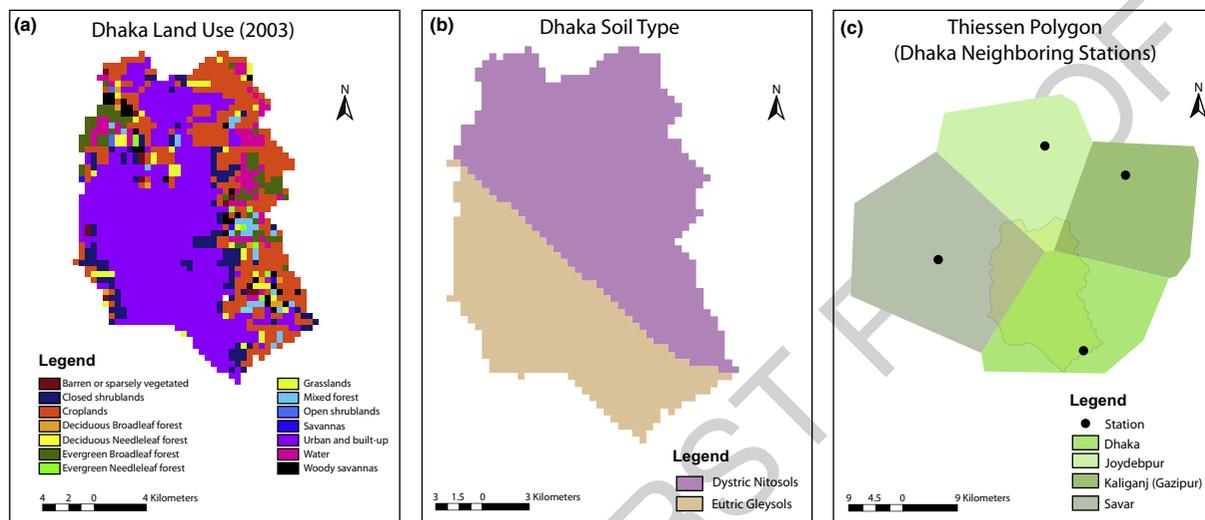 (a)
Dhaka Land Use (2003)
N
Legend
Barren or sparsely vegetated
Closed shrublands
Croplands
Deciduous Broadleaf forest
Deciduous Needleleaf forest
Evergreen Broadleaf forest
Evergreen Needleleaf forest
Grasslands
Mixed forest
Open shrublands
Savannas
Urban and built-up
Water
Woody savannas
4 2 0 4 Kilometers
(b)
Dhaka Soil Type
N
Legend
Dystric Nitosols
Eutric Gleysols
3 1.5 0 3 Kilometers
(c)
Thiessen Polygon
(Dhaka Neighboring Stations)
N
Legend
Station
Dhaka
Joydebpur
Kaliganj (Gazipur)
Savar
9 4.5 0 9 Kilometers